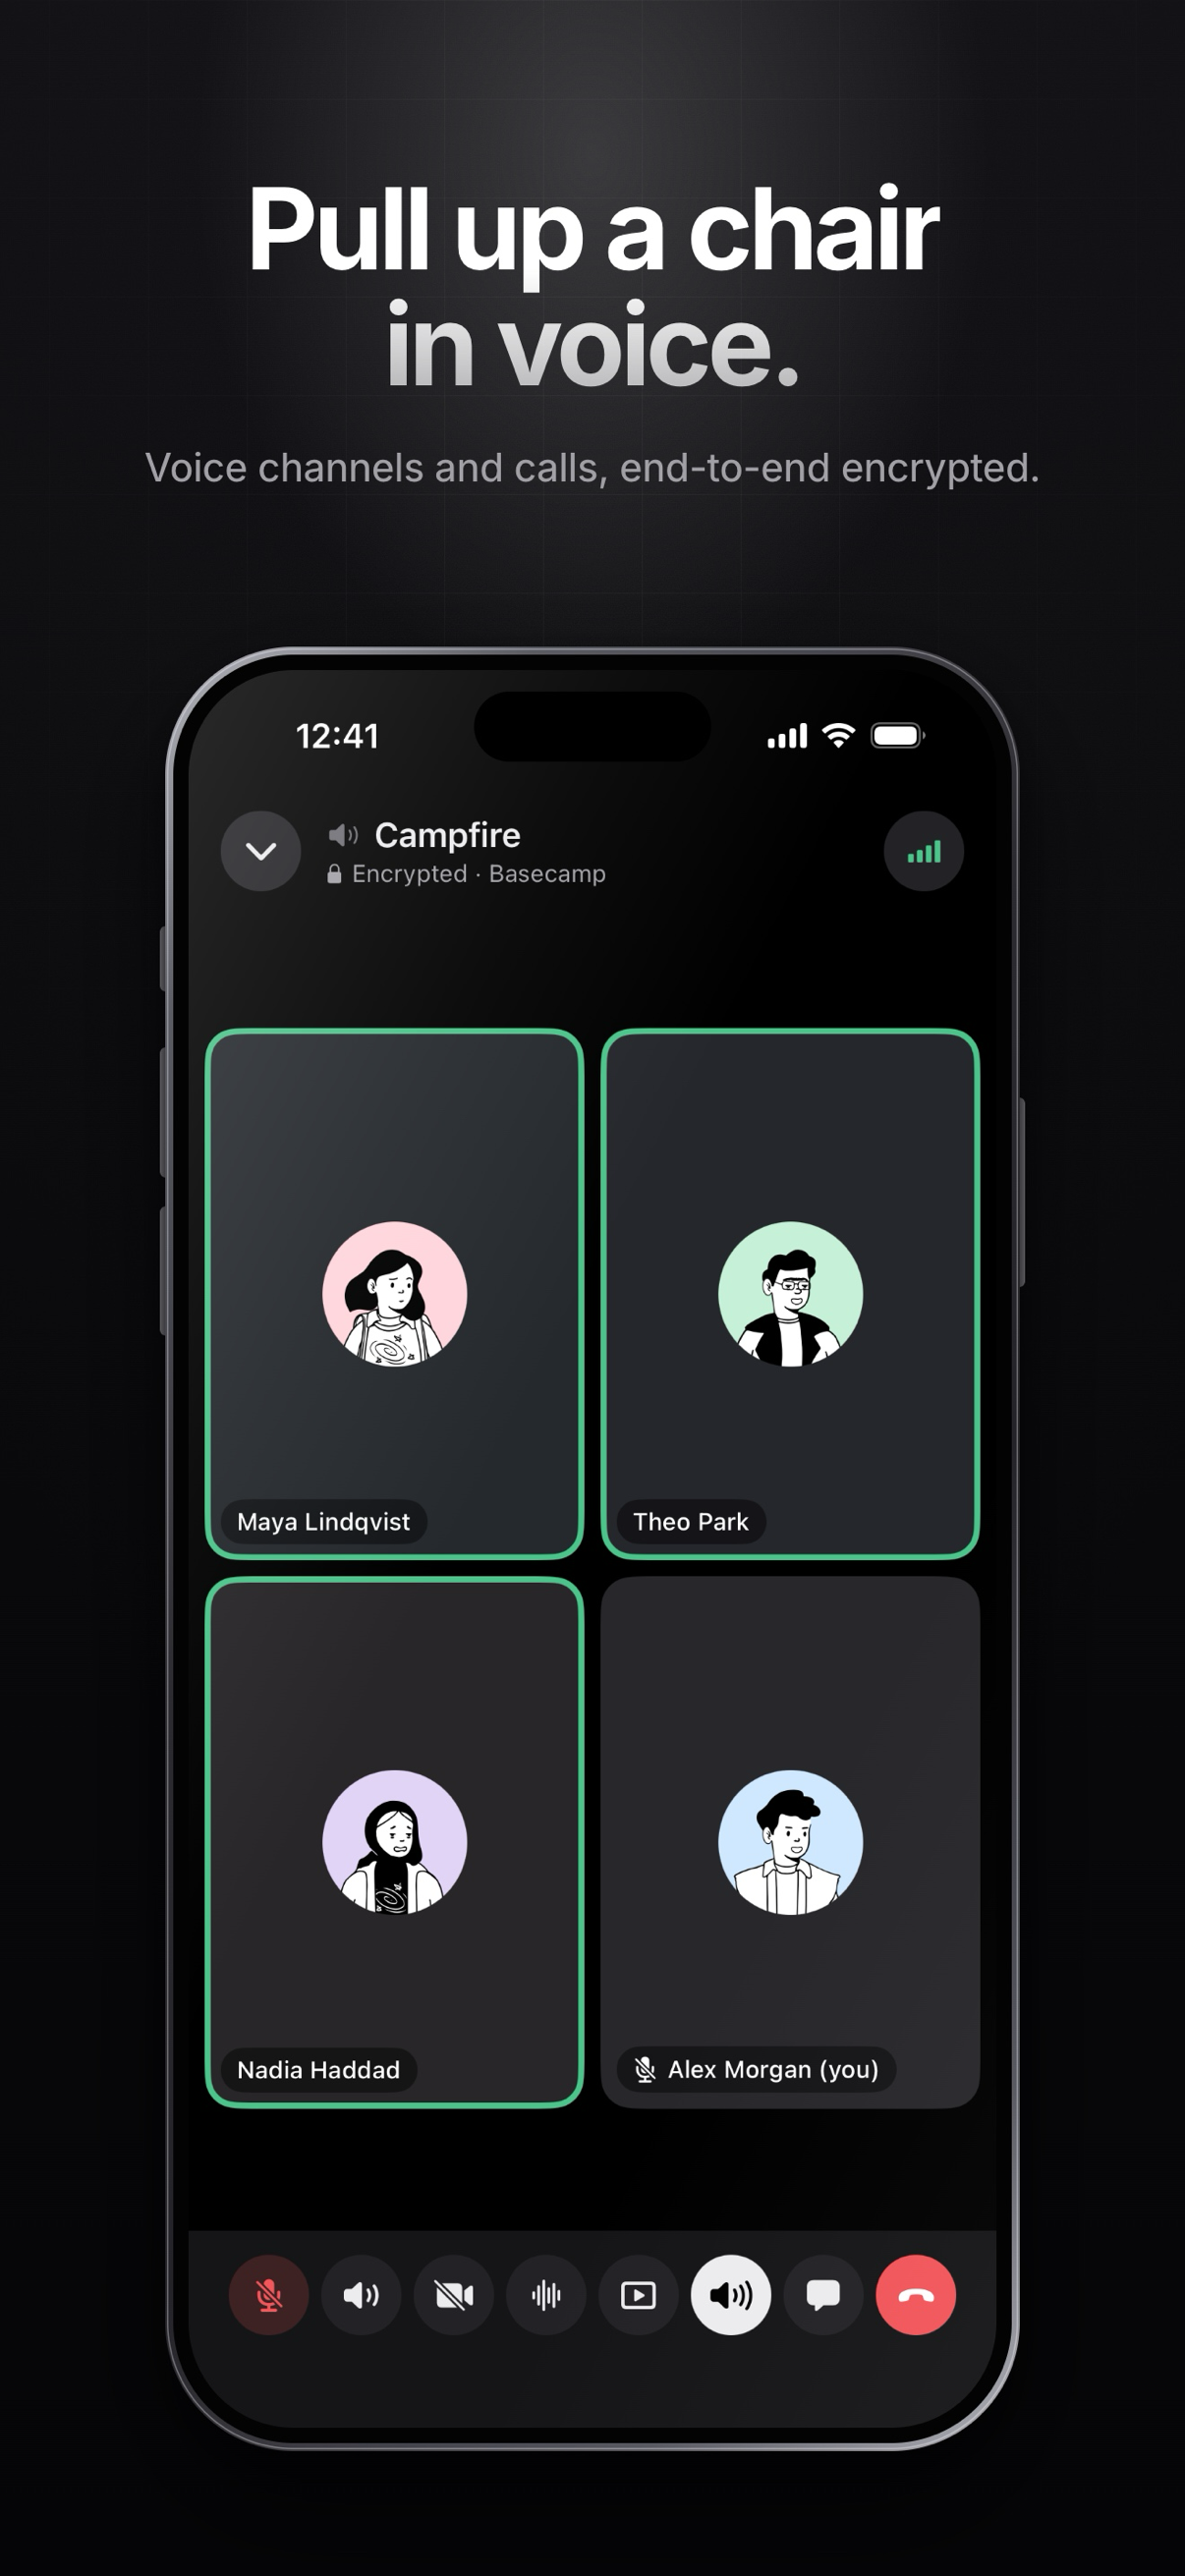 Pull up a chair
in voice.
Voice channels and calls, end-to-end encrypted.
12:41
Campfire
Encrypted · Basecamp
Maya Lindqvist
Theo Park
Nadia Haddad
Alex Morgan (you)